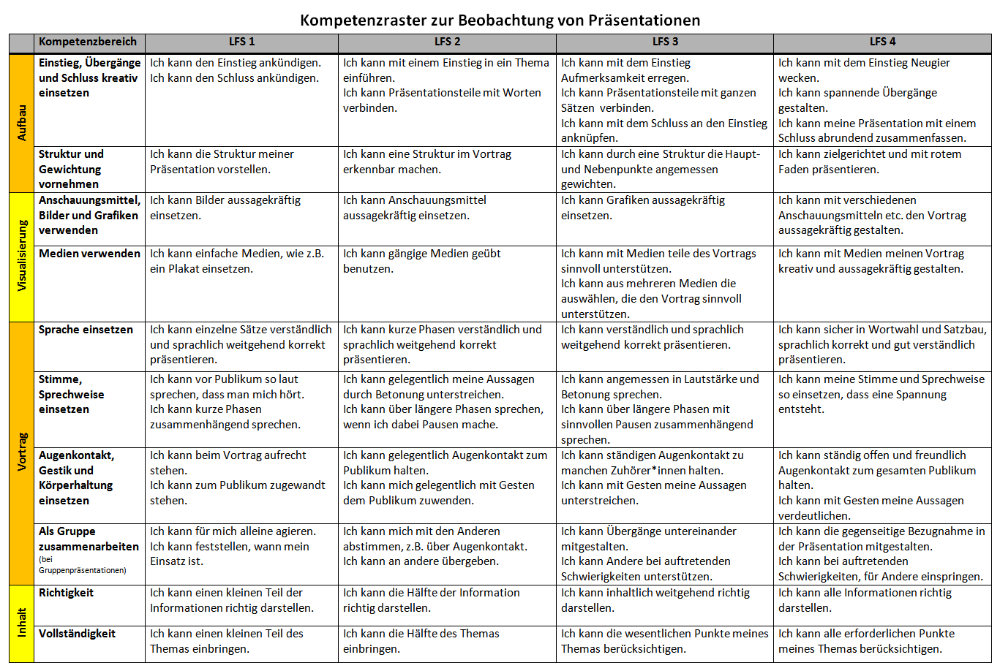 Kompetenzraster zur Beobachtung von Präsentationen
Kompetenzbereich
LFS 1
LFS 2
LFS 3
LFS 4
Aufbau
Einstieg, Übergänge
und Schluss kreativ
einsetzen
Ich kann den Einstieg ankündigen.
Ich kann den Schluss ankündigen.
Ich kann mit einem Einstieg in ein Thema
einführen.
Ich kann Präsentationsteile mit Worten
verbinden.
Ich kann mit dem Einstieg
Aufmerksamkeit erregen.
Ich kann Präsentationsteile mit ganzen
Sätzen verbinden.
Ich kann mit dem Schluss an den Einstieg
anknüpfen.
Ich kann mit dem Einstieg Neugier
wecken.
Ich kann spannende Übergänge
gestalten.
Ich kann meine Präsentation mit einem
Schluss abrundend zusammenfassen.
Struktur und
Gewichtung
vornehmen
Ich kann die Struktur meiner
Präsentation vorstellen.
Ich kann eine Struktur im Vortrag
erkennbar machen.
Ich kann durch eine Struktur die Haupt-
und Nebenpunkte angemessen
gewichten.
Ich kann zielgerichtet und mit rotem
Faden präsentieren.
Visualisierung
Anschauungsmittel,
Bilder und Grafiken
verwenden
Ich kann Bilder aussagekräftig
einsetzen.
Ich kann Anschauungsmittel
aussagekräftig einsetzen.
Ich kann Grafiken aussagekräftig
einsetzen.
Ich kann mit verschiedenen
Anschauungsmitteln etc. den Vortrag
aussagekräftig gestalten.
Medien verwenden
Ich kann einfache Medien, wie z.B.
ein Plakat einsetzen.
Ich kann gängige Medien geübt
benutzen.
Ich kann mit Medien teile des Vortrags
sinnvoll unterstützen.
Ich kann aus mehreren Medien die
auswählen, die den Vortrag sinnvoll
unterstützen.
Ich kann mit Medien meinen Vortrag
kreativ und aussagekräftig gestalten.
Vortrag
Sprache einsetzen
Ich kann einzelne Sätze verständlich
und sprachlich weitgehend korrekt
präsentieren.
Ich kann kurze Phasen verständlich und
sprachlich weitgehend korrekt
präsentieren.
Ich kann verständlich und sprachlich
weitgehend korrekt präsentieren.
Ich kann sicher in Wortwahl und Satzbau,
sprachlich korrekt und gut verständlich
präsentieren.
Stimme,
Sprechweise
einsetzen
Ich kann vor Publikum so laut
sprechen, dass man mich hört.
Ich kann kurze Phasen
zusammenhängend sprechen.
Ich kann gelegentlich meine Aussagen
durch Betonung unterstreichen.
Ich kann über längere Phasen sprechen,
wenn ich dabei Pausen mache.
Ich kann angemessen in Lautstärke und
Betonung sprechen.
Ich kann über längere Phasen mit
sinnvollen Pausen zusammenhängend
sprechen.
Ich kann meine Stimme und Sprechweise
so einsetzen, dass eine Spannung
entsteht.
Augenkontakt,
Gestik und
Körperhaltung
einsetzen
Ich kann beim Vortrag aufrecht
stehen.
Ich kann zum Publikum zugewandt
stehen.
Ich kann gelegentlich Augenkontakt zum
Publikum halten.
Ich kann mich gelegentlich mit Gesten
dem Publikum zuwenden.
Ich kann ständigen Augenkontakt zu
manchen Zuhörer*innen halten.
Ich kann mit Gesten meine Aussagen
unterstreichen.
Ich kann ständig offen und freundlich
Augenkontakt zum gesamten Publikum
halten.
Ich kann mit Gesten meine Aussagen
verdeutlichen.
Als Gruppe
zusammenarbeiten
(bei
Gruppenpräsentationen)
Ich kann für mich alleine agieren.
Ich kann feststellen, wann mein
Einsatz ist.
Ich kann mich mit den Anderen
abstimmen, z.B. über Augenkontakt.
Ich kann an andere übergeben.
Ich kann Übergänge untereinander
mitgestalten.
Ich kann Andere bei auftretenden
Schwierigkeiten unterstützen.
Ich kann die gegenseitige Bezugnahme in
der Präsentation mitgestalten.
Ich kann bei auftretenden
Schwierigkeiten, für Andere einspringen.
Inhalt
Richtigkeit
Ich kann einen kleinen Teil der
Informationen richtig darstellen.
Ich kann die Hälfte der Information
richtig darstellen.
Ich kann inhaltlich weitgehend richtig
darstellen.
Ich kann alle Informationen richtig
darstellen.
Vollständigkeit
Ich kann einen kleinen Teil des
Themas einbringen.
Ich kann die Hälfte des Themas
einbringen.
Ich kann die wesentlichen Punkte meines
Themas berücksichtigen.
Ich kann alle erforderlichen Punkte
meines Themas berücksichtigen.